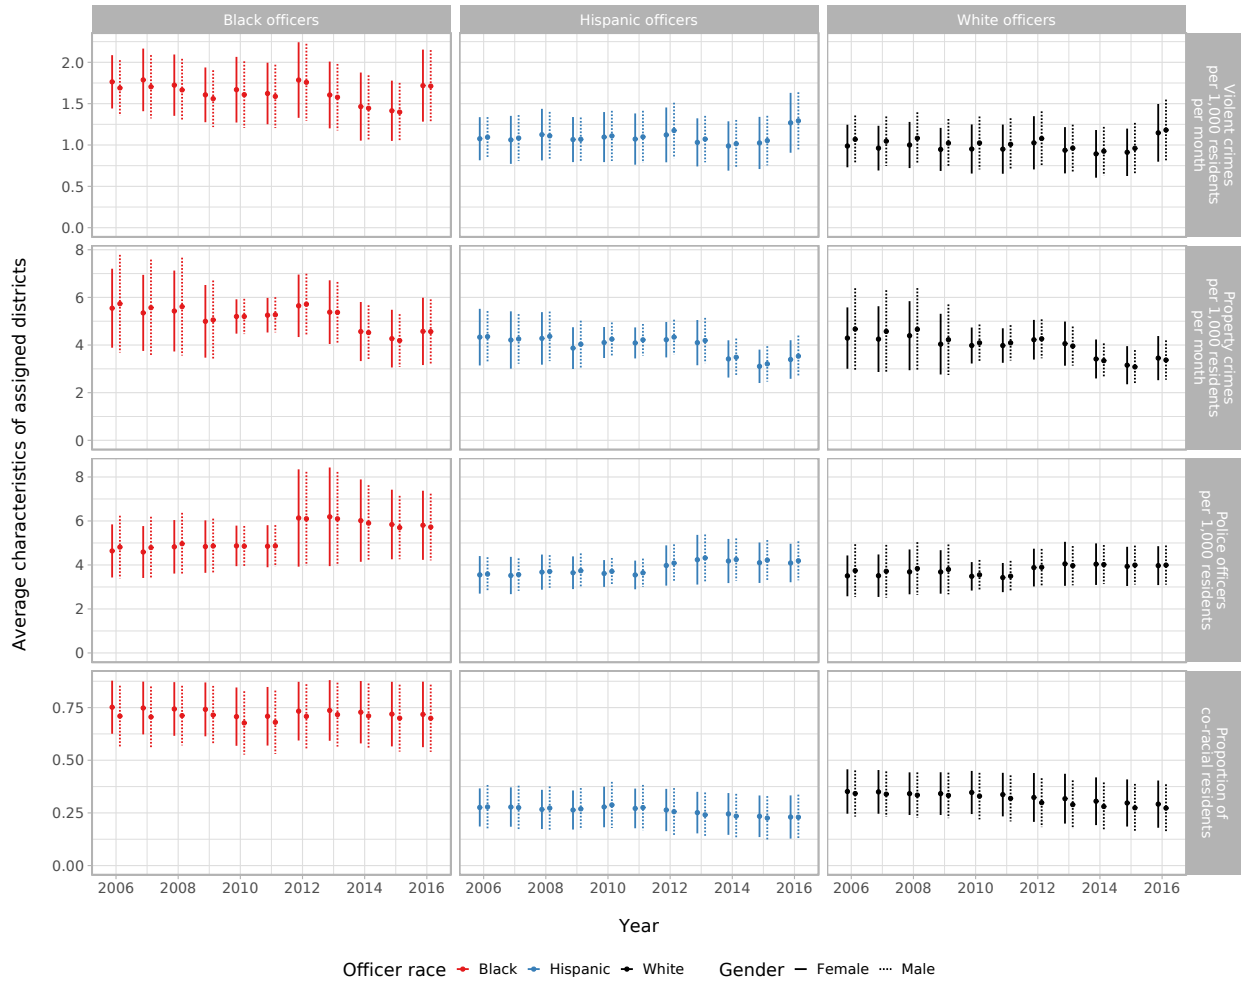 Black officers
Hispanic officers
White officers
Average characteristics of assigned districts
2.0
1.5
1.0
0.5
0.0
Violent crimes
per 1,000 residents
per month
8
6
4
2
0
Property crimes
per 1,000 residents
per month
8
6
4
2
0
Police officers
per 1,000 residents
0.75
0.50
0.25
0.00
Proportion of
co-racial residents
2006 2008 2010 2012 2014 2016
2006 2008 2010 2012 2014 2016
2006 2008 2010 2012 2014 2016
Year
Officer race Black Hispanic White Gender Female Male